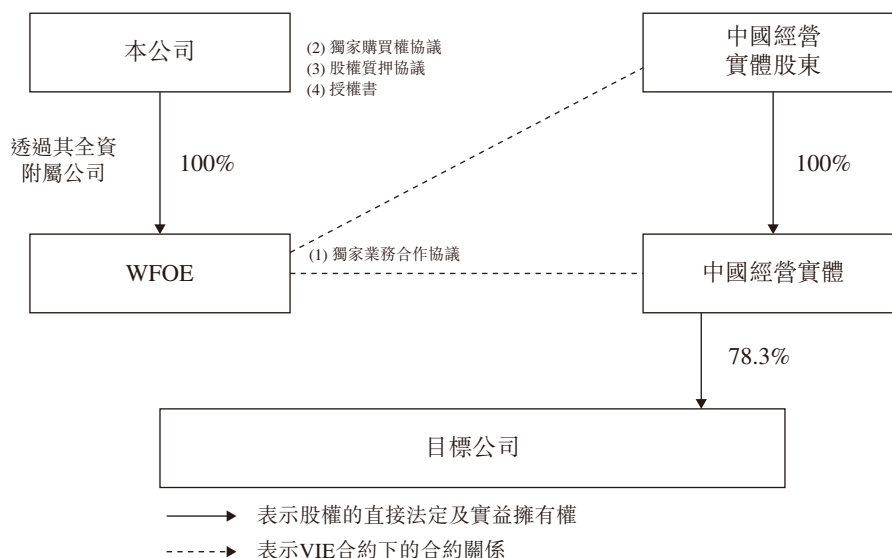 本公司
(2) 獨家購買權協議
(3) 股權質押協議
(4) 授權書
中國經營
實體股東
透過其全資
附屬公司
100%
100%
WFOE
(1) 獨家業務合作協議
中國經營實體
78.3%
目標公司
表示股權的直接法定及實益擁有權
表示VIE合約下的合約關係